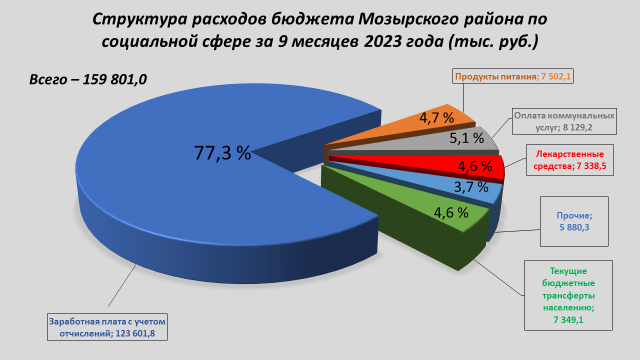 Структура расходов бюджета Мозырского района по
социальной сфере за 9 месяцев 2023 года (тыс. руб.)
Всего – 159 801,0
Продукты питания; 7 502,1
4,7 %
Оплата коммунальных
услуг; 8 129,2
5,1 %
77,3 %
Лекарственные
средства; 7 338,5
4,6 %
3,7 %
4,6 %
Прочие;
5 880,3
Текущие
бюджетные
трансферты
населению;
7 349,1
Заработная плата с учетом
отчислений; 123 601,8